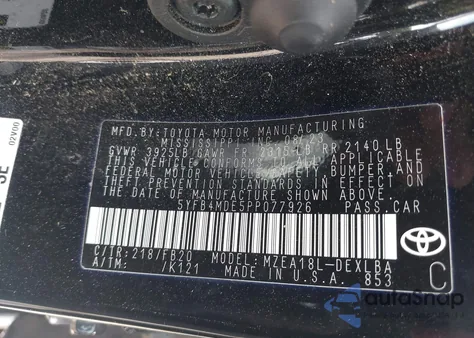 02V00
MFD. BY: TOYOTA MOTOR MANUFACTURING
MISSISSIPPI, INC.
GVWR 3925LB GAWR FR RR 2140LB
THIS VEHICLE CONFORMS TO ALL APPLICABLE
FEDERAL MOTOR VEHICLE SAFETY, BUMPER AND
THEFT PREVENTION STANDARDS IN EFFECT ON THE
DATE OF MANUFACTURE SHOWN ABOVE.
5YFB4MDE5PP077926 PASS.CAR
C/TR:218/FB20 MODEL:MZEA18L-DEXLBA
A/TM: /K121 MADE IN U.S.A. 853
TOYOTA
C
autoSnap